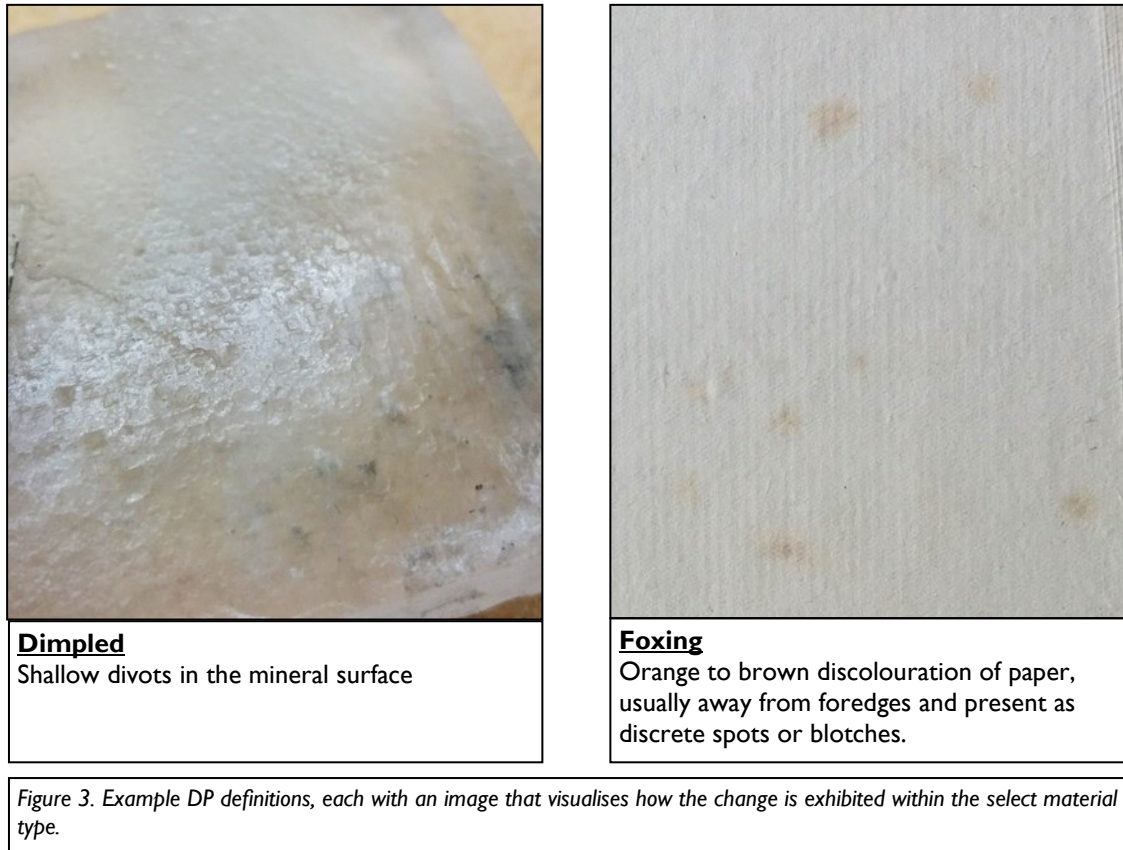 Dimpled
Shallow divots in the mineral surface
Foxing
Orange to brown discolouration of paper,
usually away from foredges and present as
discrete spots or blotches.
Figure 3. Example DP definitions, each with an image that visualises how the change is exhibited within the select material
type.